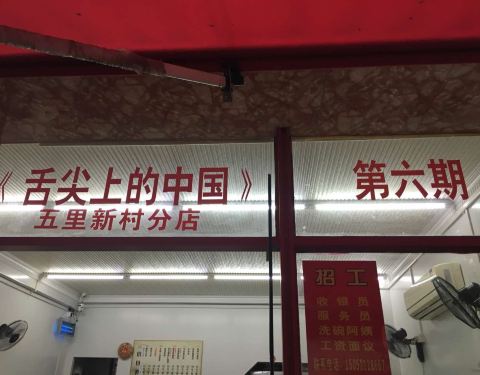 《舌尖上的中国》 第六期
五里新村分店
招工
收银员
服务员
洗碗阿姨
工资面议